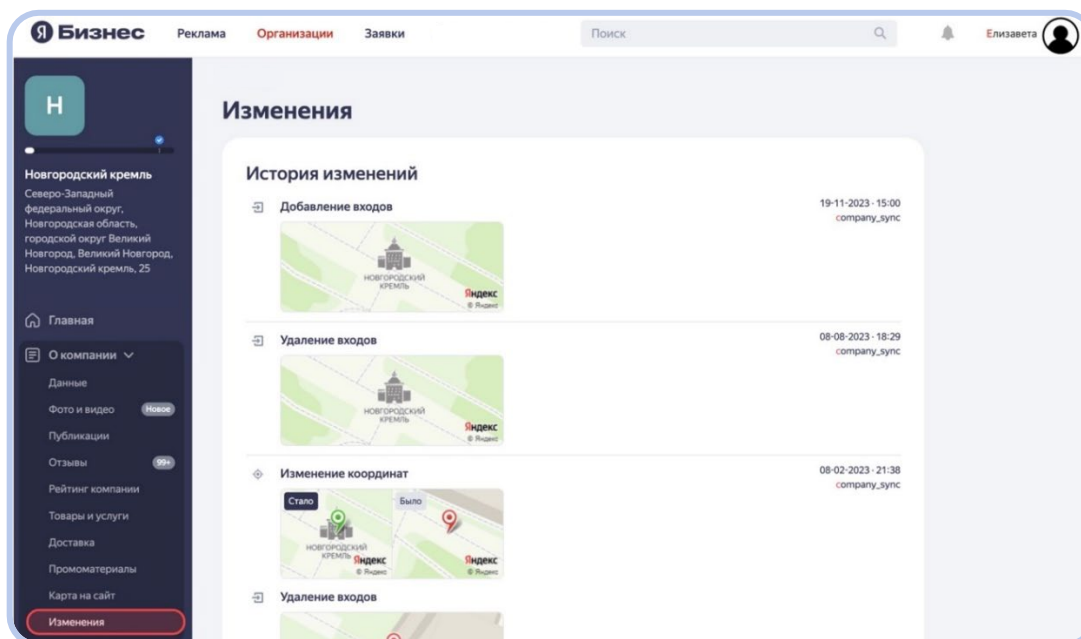 Я Бизнес
Реклама
Организации
Заявки
Поиск
Елизавета
Н
Новгородский кремль
Северо-Западный
федеральный округ,
Новгородская область,
городской округ Великий
Новгород, Великий Новгород,
Новгородский кремль, 25
Главная
О компании
Данные
Фото и видео Новое
Публикации
Отзывы 99+
Рейтинг компании
Товары и услуги
Доставка
Промоматериалы
Карта на сайт
Изменения
Изменения
История изменений
Добавление входов
19-11-2023 · 15:00
company_sync
НОВГОРОДСКИЙ
КРЕМЛЬ
Яндекс
© Яндекс
Удаление входов
08-08-2023 · 18:29
company_sync
НОВГОРОДСКИЙ
КРЕМЛЬ
Яндекс
© Яндекс
Изменение координат
08-02-2023 · 21:38
company_sync
Стало
Было
НОВГОРОДСКИЙ
КРЕМЛЬ
Яндекс
© Яндекс
Яндекс
© Яндекс
Удаление входов